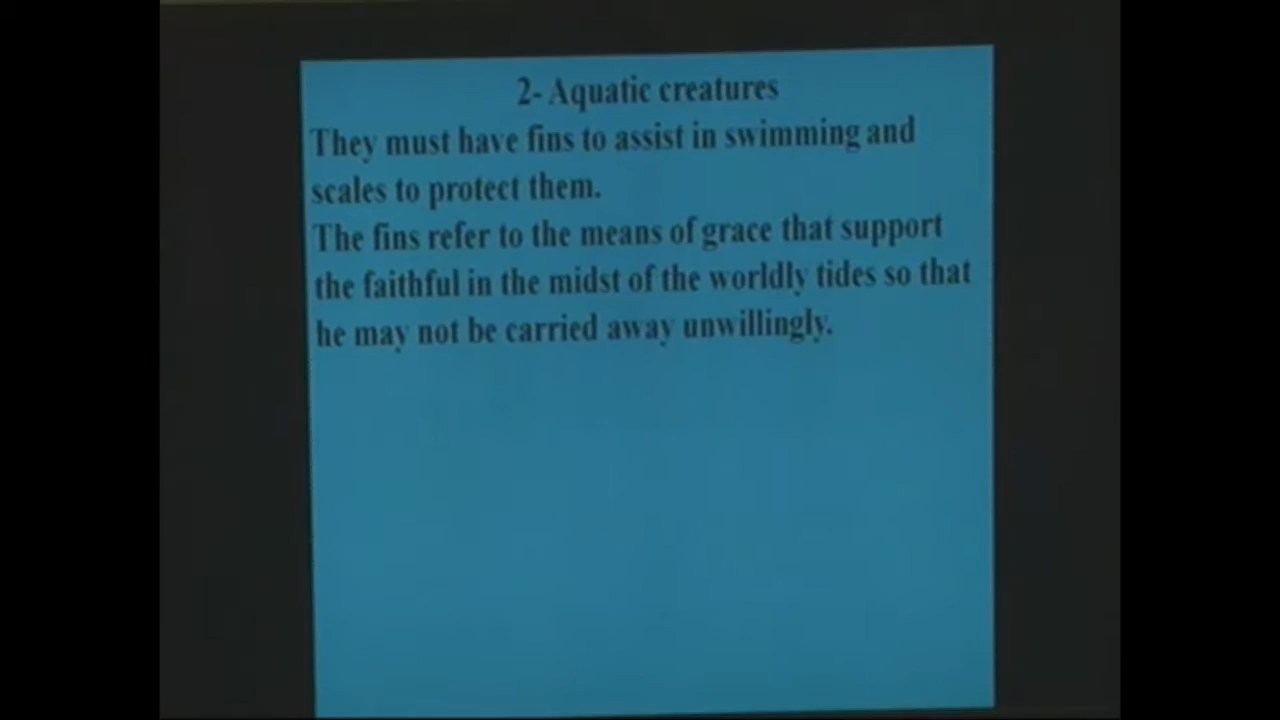 2- Aquatic creatures
They must have fins to assist in swimming and
scales to protect them.
The fins refer to the means of grace that support
the faithful in the midst of the worldly tides so that
he may not be carried away unwillingly.